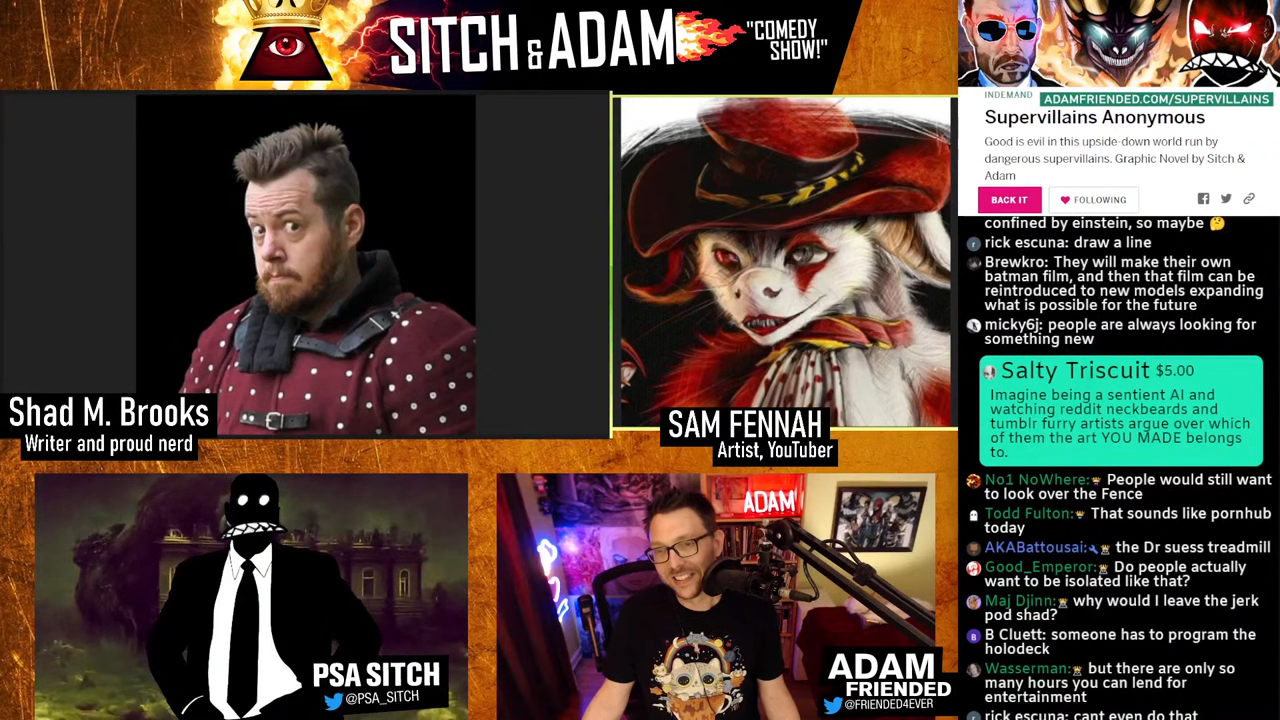 SITCH & ADAM
"COMEDY
SHOW!"
INDEMAND
ADAMFRIENDED.COM/SUPERVILLAINS
Supervillains Anonymous
Good is evil in this upside-down world run by
dangerous supervillains. Graphic Novel by Sitch &
Adam
BACK IT
FOLLOWING
confined by einstein, so maybe 🤔
rick escuna: draw a line
Brewkro: They will make their own
batman film, and then that film can be
reintroduced to new models expanding
what is possible for the future
micky6j: people are always looking for
something new
Salty Triscuit $5.00
Imagine being a sentient AI and
watching reddit neckbeards and
tumblr furry artists argue over which
of them the art YOU MADE belongs
to.
No1 NoWhere: People would still want
to look over the Fence
Todd Fulton: That sounds like pornhub
today
AKABattousai: the Dr suess treadmill
Good_Emperor: Do people actually
want to be isolated like that?
Maj Djinn: why would I leave the jerk
pod shad?
B Cluett: someone has to program the
holodeck
Wasserman: but there are only so
many hours you can lend for
entertainment
rick escuna: cant even do that
Shad M. Brooks
Writer and proud nerd
SAM FENNAH
Artist, YouTuber
PSA SITCH
@PSA_SITCH
ADAM
ADAM
FRIENDED
@FRIENDED4EVER